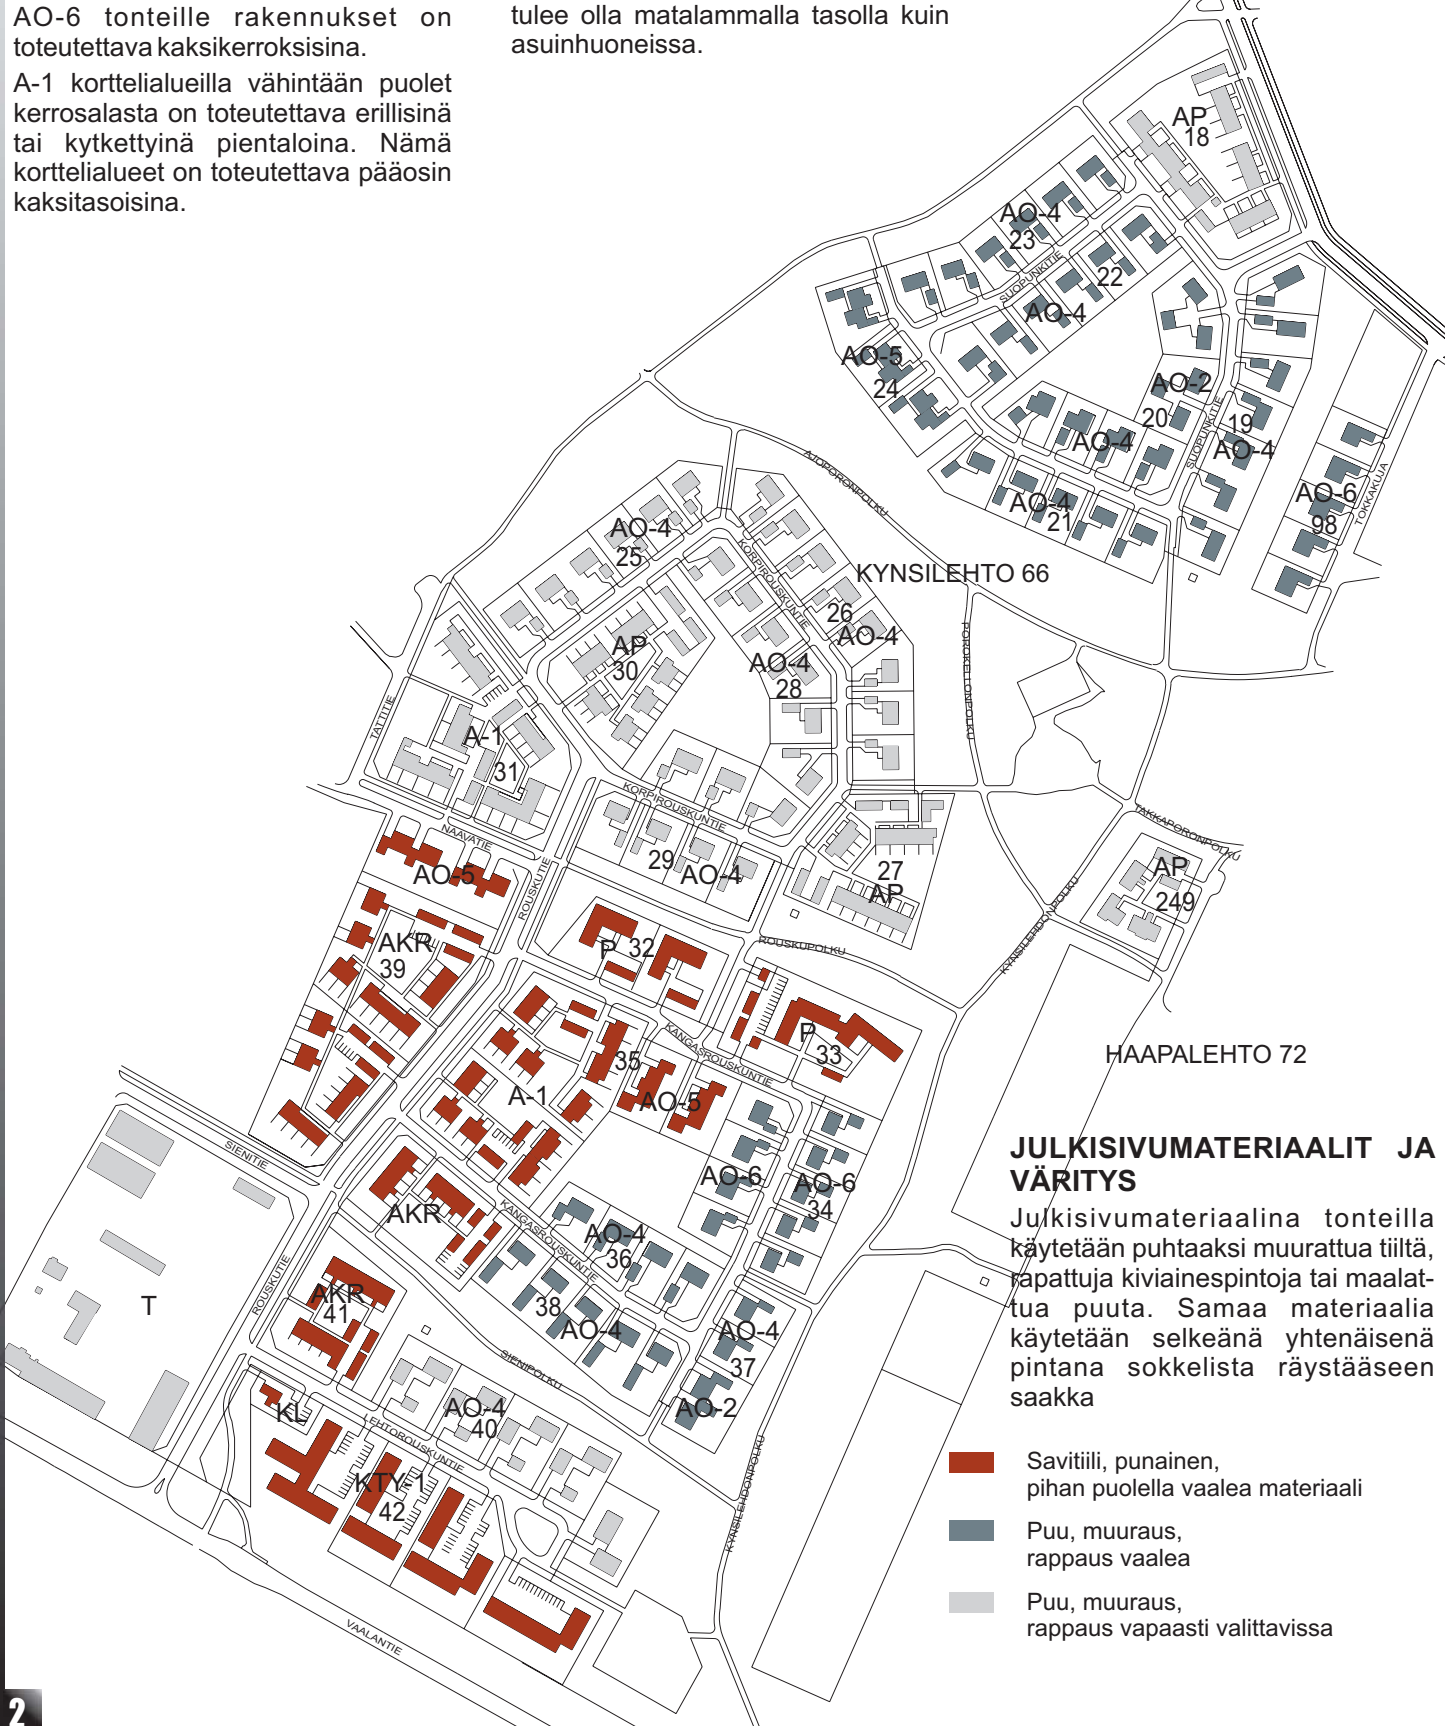 AO-6 tonteille rakennukset on
toteutettava kaksikerroksisina.
A-1 korttelialueilla vähintään puolet
kerrosalasta on toteutettava erillisinä
tai kytkettyinä pientaloina. Nämä
korttelialueet on toteutettava pääosin
kaksitasoisina.
tulee olla matalammalla tasolla kuin
asuinhuoneissa.
AP
18
AO-4
23
SUOPUNKITIE
22
AO-4
AO-5
24
AO-2
20
SUOPUNKITIE
19
AO-4
AO-4
AO-6
98
TOKKAKUJA
AO-4
21
AJOPORONPOLKU
KYNSILEHTO 66
AO-4
25
KORPIROUSKUNTIE
26
AO-4
AP
30
AO-4
28
POROKELLONPOLKU
TATTITIE
A-1
31
KORPIROUSKUNTIE
NAAVATIE
29
AO-4
27
AP
TAKKAPORONPOLKU
AP
249
AO-5
ROUSKUTIE
AKR
39
P
32
ROUSKUPOLKU
KYNSILEHDONPOLKU
P
33
KANGASROUSKUNTIE
35
A-1
AO-5
HAAPALEHTO 72
SIENITIE
AKR
KANGASROUSKUNTIE
AO-6
AO-6
34
AO-4
36
ROUSKUTIE
T
AKR
41
38
AO-4
AO-4
37
SIENIPOLKU
KL
AO-4
40
AO-2
LEHTOROUSKUNTIE
KTY-1
42
KYNSILEHDONPOLKU
VAALANTIE
JULKISIVUMATERIAALIT JA
VÄRITYS
Julkisivumateriaalina tonteilla
käytetään puhtaaksi muurattua tiiltä,
rapattuja kiviainespintoja tai maalat-
tua puuta. Samaa materiaalia
käytetään selkeänä yhtenäisenä
pintana sokkelista räystääseen
saakka
Savitiili, punainen,
pihan puolella vaalea materiaali
Puu, muuraus,
rappaus vaalea
Puu, muuraus,
rappaus vapaasti valittavissa
2